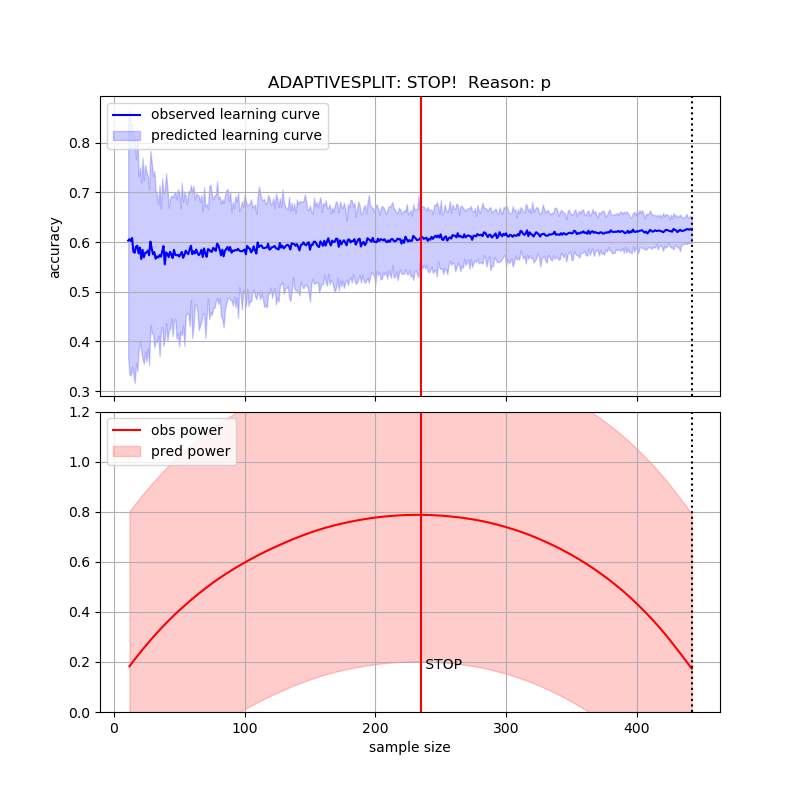 ADAPTIVESPLIT: STOP!  Reason: p
observed learning curve
predicted learning curve
0.8
0.7
0.6
0.5
0.4
0.3
accuracy
obs power
pred power
1.2
1.0
0.8
0.6
0.4
0.2
0.0
STOP
0 100 200 300 400
sample size